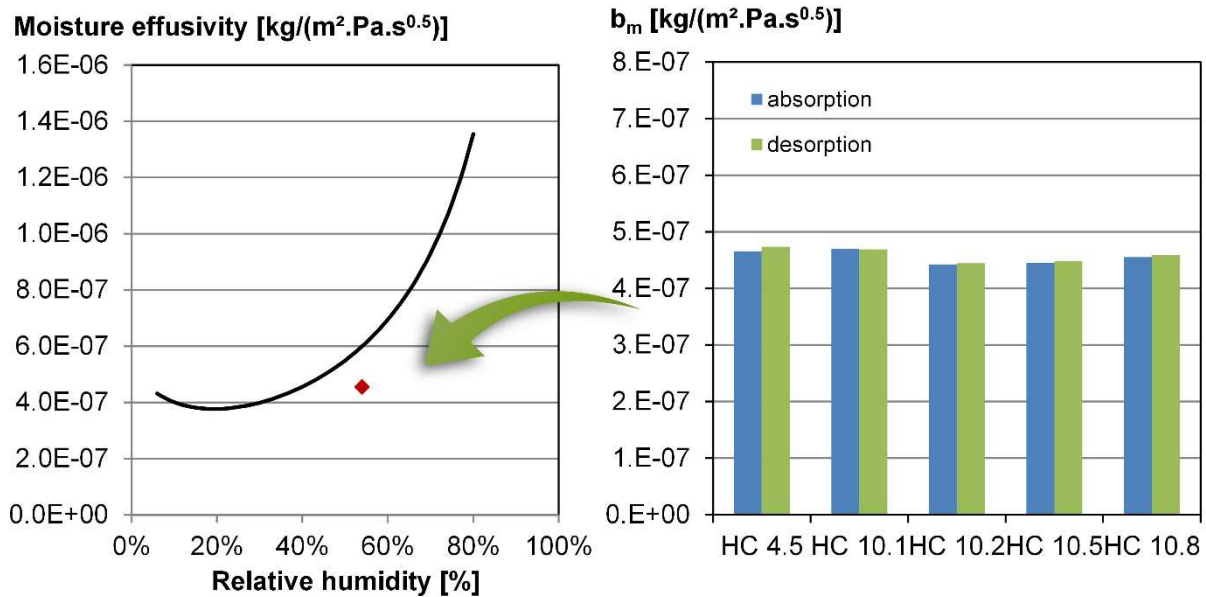 Moisture effusivity [kg/(m².Pa.s⁰·⁵)]
1.6E-06
1.4E-06
1.2E-06
1.0E-06
8.0E-07
6.0E-07
4.0E-07
2.0E-07
0.0E+00
0% 20% 40% 60% 80% 100%
Relative humidity [%]
bₘ [kg/(m².Pa.s⁰·⁵)]
8.E-07
7.E-07
6.E-07
5.E-07
4.E-07
3.E-07
2.E-07
1.E-07
0.E+00
absorption
desorption
HC 4.5 HC 10.1 HC 10.2 HC 10.5 HC 10.8